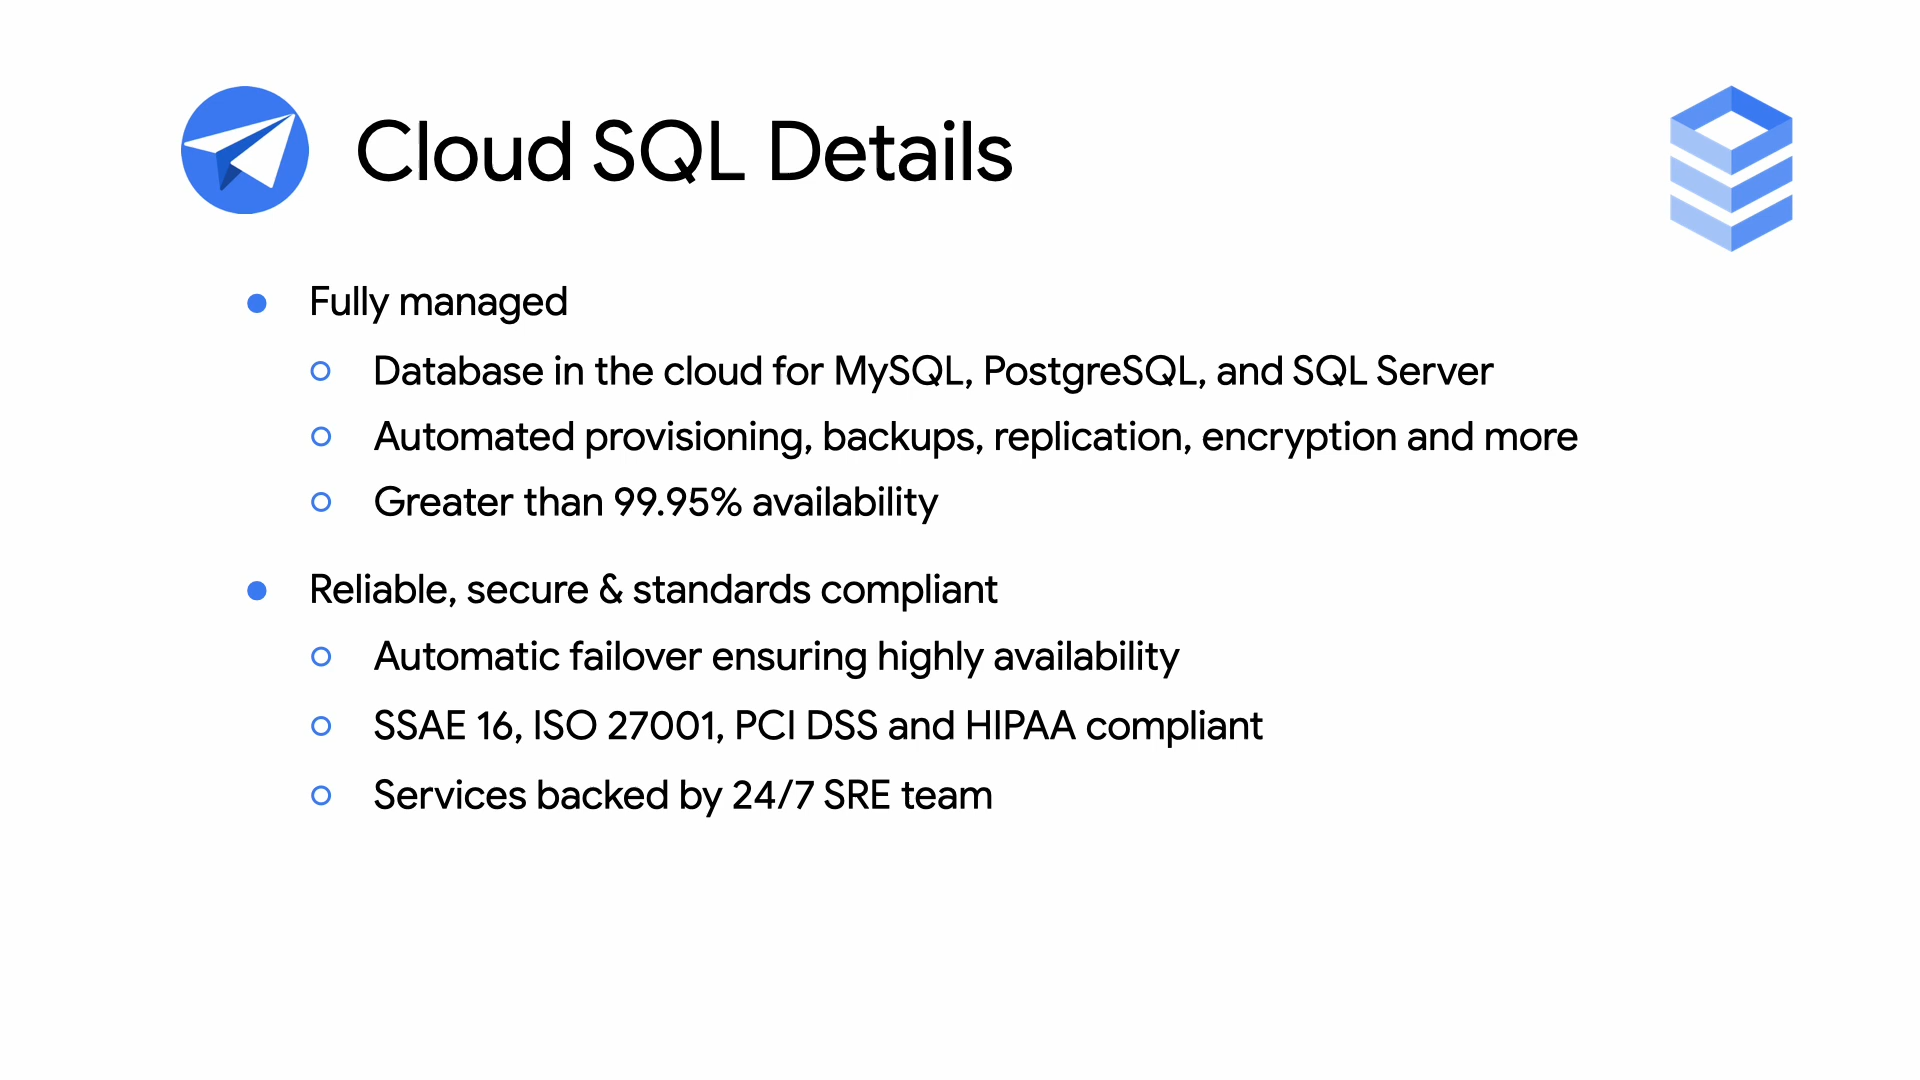 Cloud SQL Details
Fully managed
Database in the cloud for MySQL, PostgreSQL, and SQL Server
Automated provisioning, backups, replication, encryption and more
Greater than 99.95% availability
Reliable, secure & standards compliant
Automatic failover ensuring highly availability
SSAE 16, ISO 27001, PCI DSS and HIPAA compliant
Services backed by 24/7 SRE team